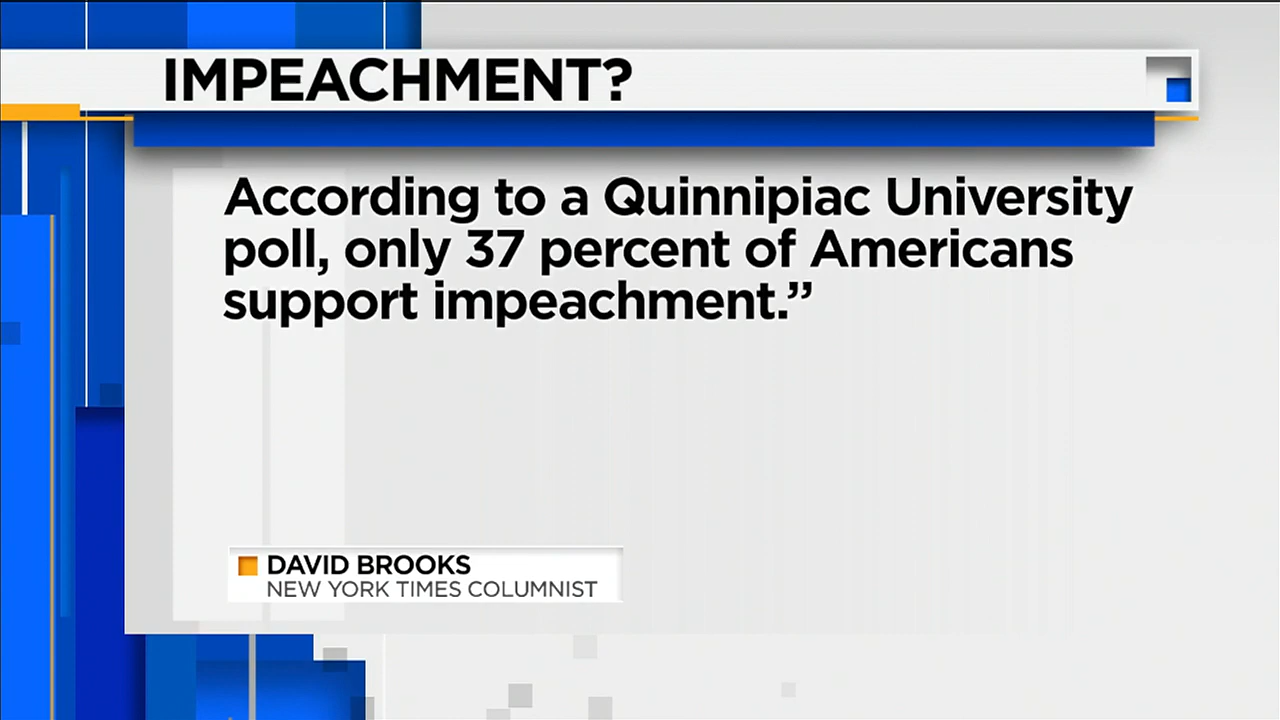 IMPEACHMENT?
According to a Quinnipiac University
poll, only 37 percent of Americans
support impeachment.”
DAVID BROOKS
NEW YORK TIMES COLUMNIST